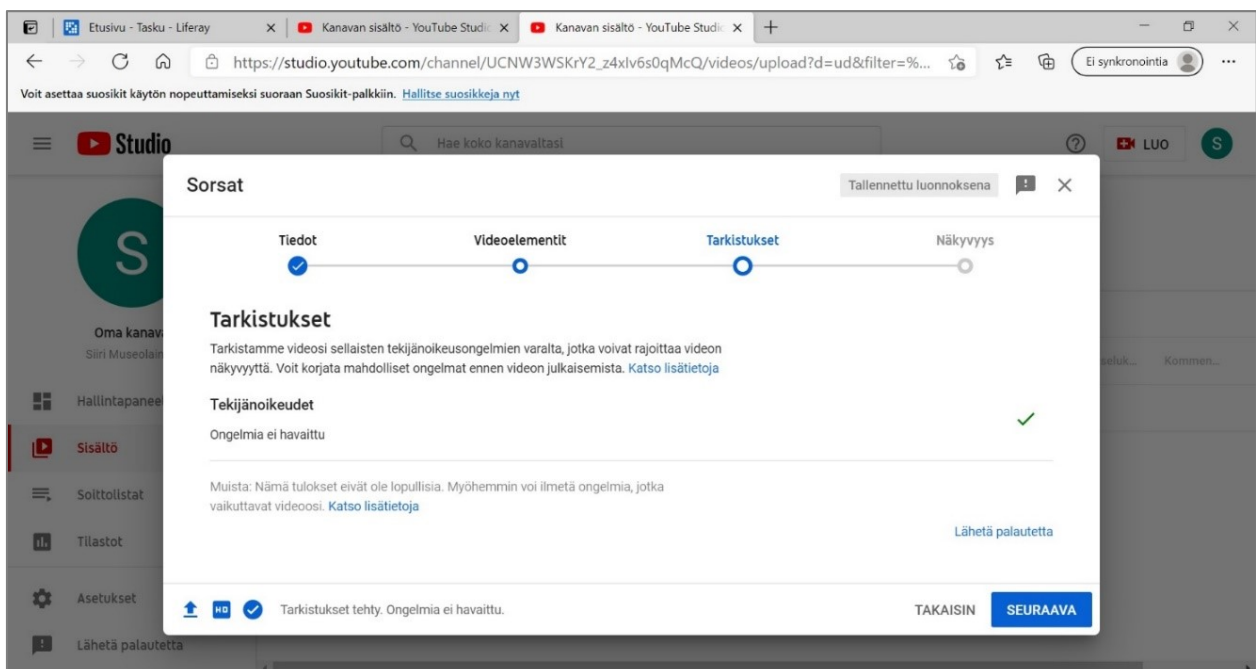 Etusivu - Tasku - Liferay
Kanavan sisältö - YouTube Studio
Kanavan sisältö - YouTube Studio
https://studio.youtube.com/channel/UCNW3WSKrY2_z4xIv6s0qMcQ/videos/upload?d=ud&filter=%...
Ei synkronointia
Voit asettaa suosikit käytön nopeuttamiseksi suoraan Suosikit-palkkiin. Hallitse suosikkeja nyt
Studio
Hae koko kanavaltasi
LUO
S
Sorsat
Tallennettu luonnoksena
Tiedot
Videoelementit
Tarkistukset
Näkyvyys
S
Tarkistukset
Oma kanava
Siiri Museolain
Tarkistamme videosi sellaisten tekijänoikeusongelmien varalta, jotka voivat rajoittaa videon
näkyvyyttä. Voit korjata mahdolliset ongelmat ennen videon julkaisemista. Katso lisätietoja
seluk...
Kommen...
Hallintapaneel
Tekijänoikeudet
Ongelmia ei havaittu
Sisältö
Soittolistat
Muista: Nämä tulokset eivät ole lopullisia. Myöhemmin voi ilmetä ongelmia, jotka
vaikuttavat videoosi. Katso lisätietoja
Tilastot
Lähetä palautetta
Asetukset
HD
Tarkistukset tehty. Ongelmia ei havaittu.
TAKAISIN
SEURAAVA
Lähetä palautetta